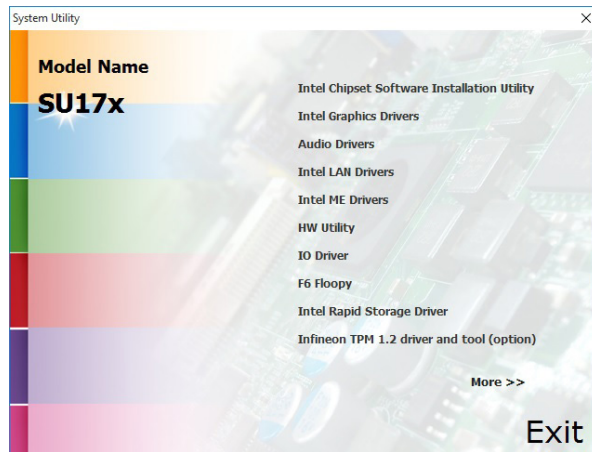 System Utility
Model Name
SU17x
Intel Chipset Software Installation Utility
Intel Graphics Drivers
Audio Drivers
Intel LAN Drivers
Intel ME Drivers
HW Utility
IO Driver
F6 Floopy
Intel Rapid Storage Driver
Infineon TPM 1.2 driver and tool (option)
More >>
Exit